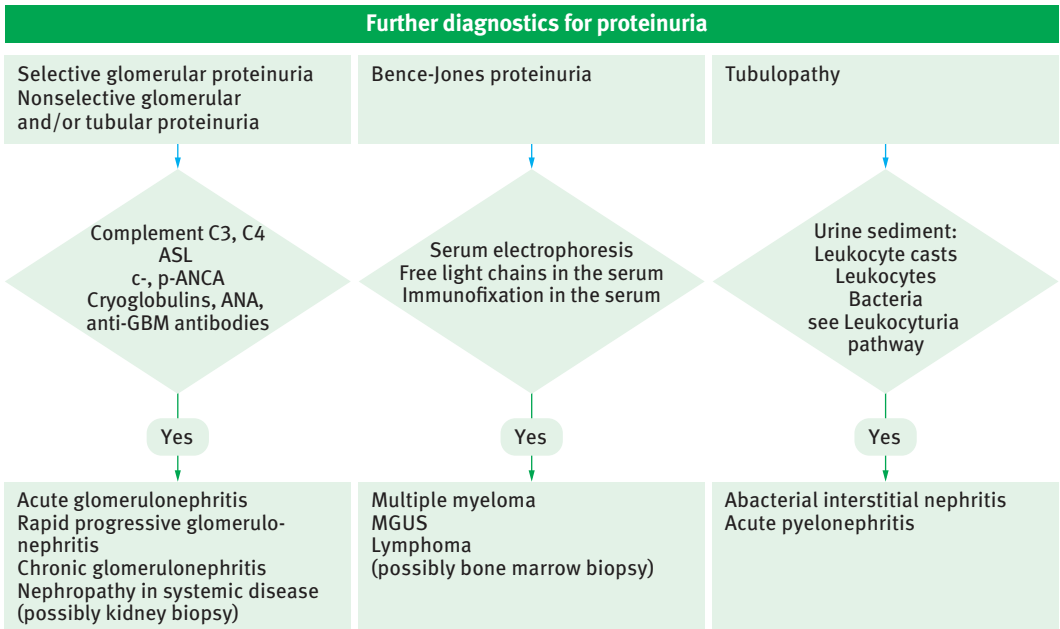 Further diagnostics for proteinuria
Selective glomerular proteinuria
Nonselective glomerular
and/or tubular proteinuria
Bence-Jones proteinuria
Tubulopathy
Complement C3, C4
ASL
c-, p-ANCA
Cryoglobulins, ANA,
anti-GBM antibodies
Serum electrophoresis
Free light chains in the serum
Immunofixation in the serum
Urine sediment:
Leukocyte casts
Leukocytes
Bacteria
see Leukocyturia
pathway
Yes
Yes
Yes
Acute glomerulonephritis
Rapid progressive glomerulo-
nephritis
Chronic glomerulonephritis
Nephropathy in systemic disease
(possibly kidney biopsy)
Multiple myeloma
MGUS
Lymphoma
(possibly bone marrow biopsy)
Abacterial interstitial nephritis
Acute pyelonephritis